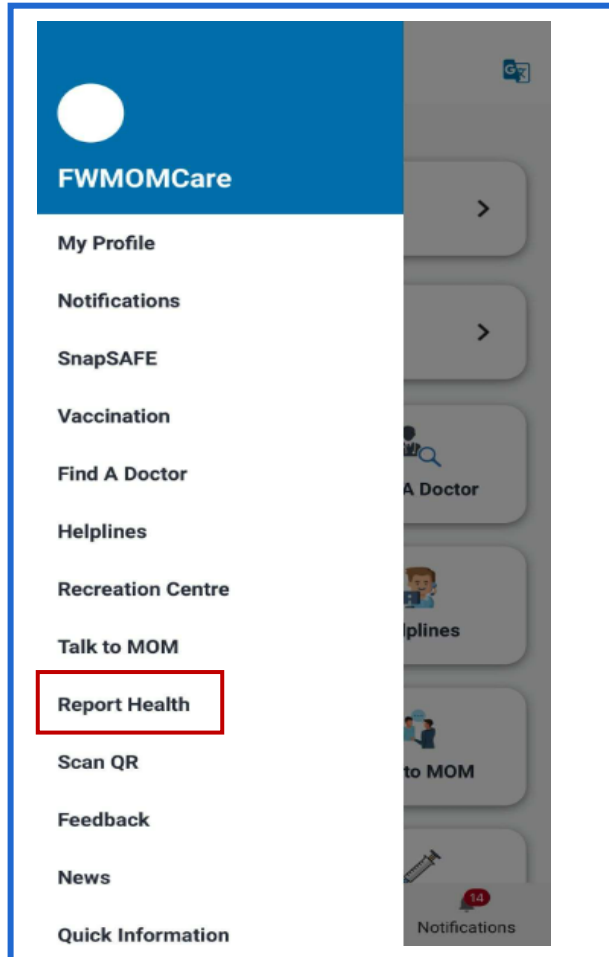 FWMOMCare
My Profile
Notifications
SnapSAFE
Vaccination
Find A Doctor
A Doctor
Helplines
lplines
Recreation Centre
Talk to MOM
Report Health
Scan QR
to MOM
Feedback
News
14
Notifications
Quick Information